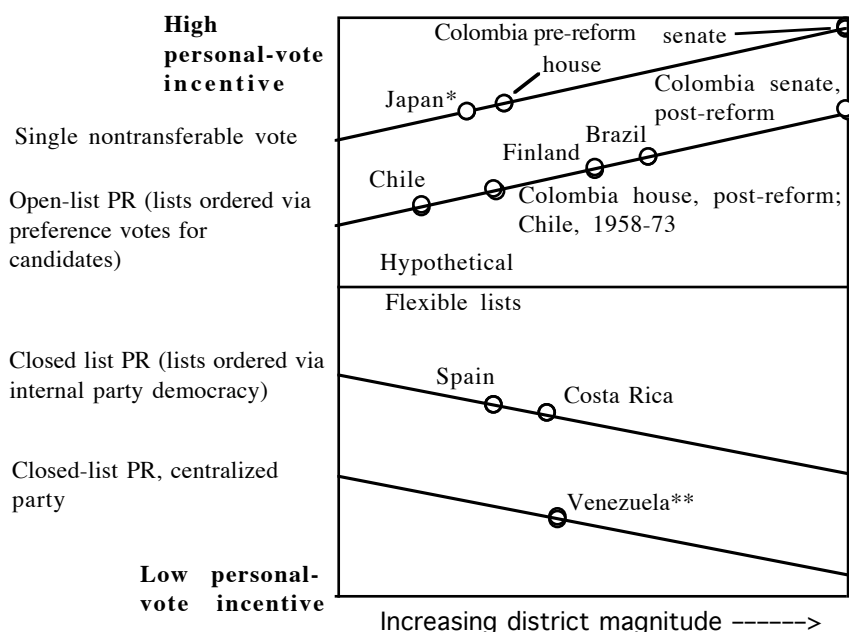 High
personal-vote
incentive
Single nontransferable vote
Open-list PR (lists ordered via
preference votes for
candidates)
Closed list PR (lists ordered via
internal party democracy)
Closed-list PR, centralized
party
Low personal-
vote incentive
Colombia pre-reform
senate
house
Japan*
Colombia senate,
post-reform
Brazil
Finland
Chile
Colombia house, post-reform;
Chile, 1958-73
Hypothetical
Flexible lists
Spain
Costa Rica
Venezuela**
Increasing district magnitude ------>